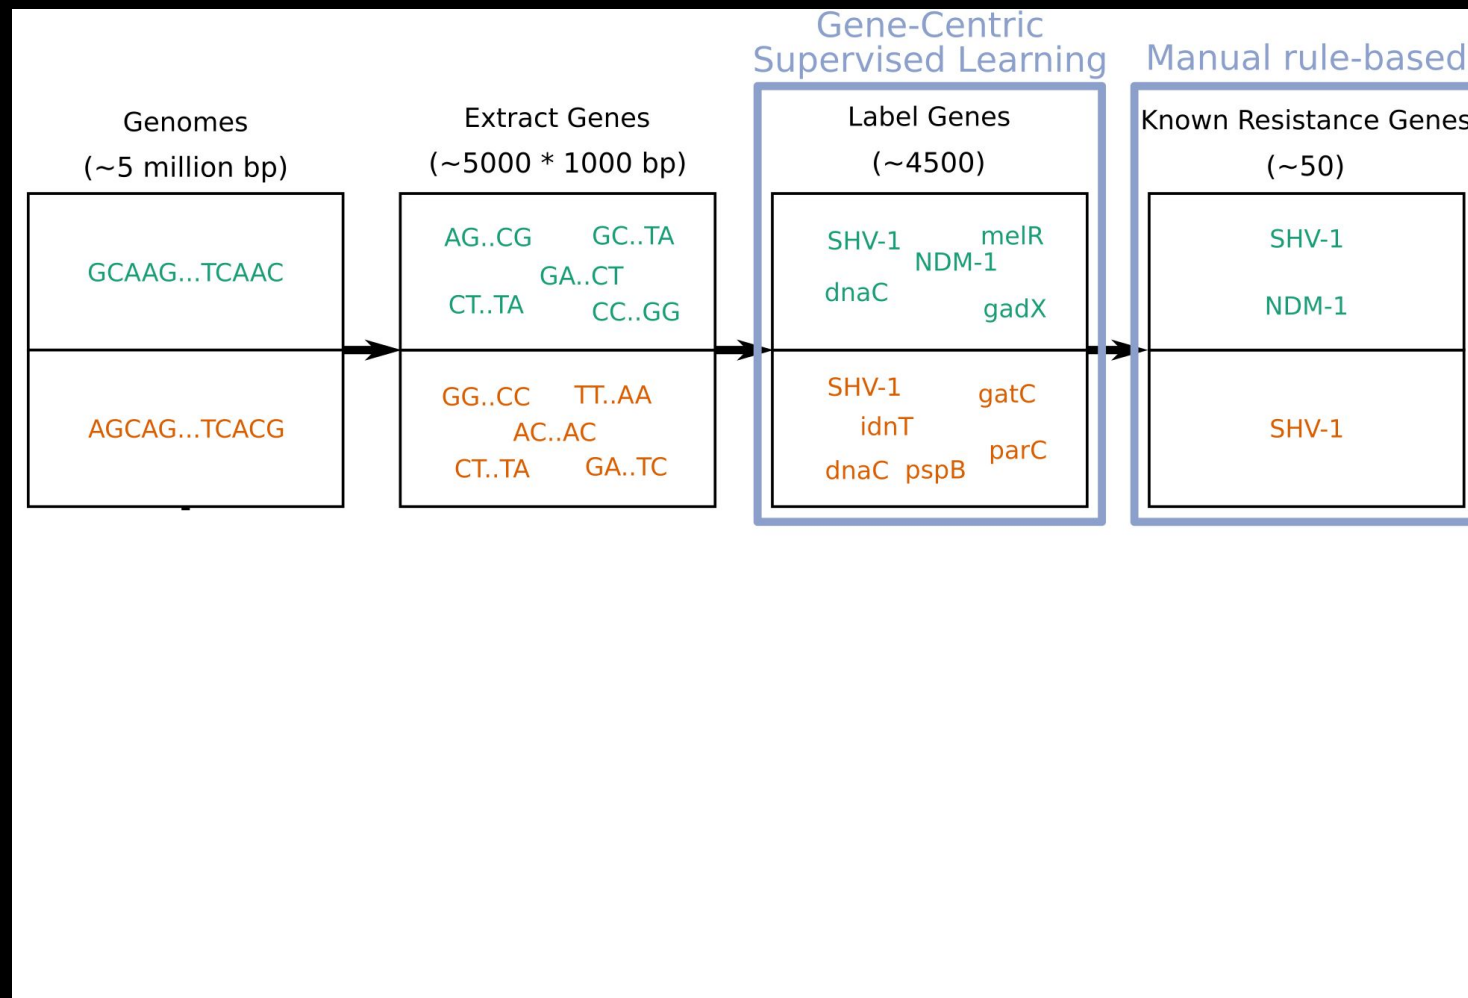 Gene-Centric
Supervised Learning
Manual rule-based
Genomes
(~5 million bp)
Extract Genes
(~5000 * 1000 bp)
Label Genes
(~4500)
Known Resistance Genes
(~50)
GCAAG...TCAAC
AG..CG GC..TA
GA..CT
CT..TA CC..GG
SHV-1 melR
NDM-1
dnaC
gadX
SHV-1
NDM-1
AGCAG...TCACG
GG..CC TT..AA
AC..AC
CT..TA GA..TC
SHV-1 gatC
idnT
parC
dnaC pspB
SHV-1